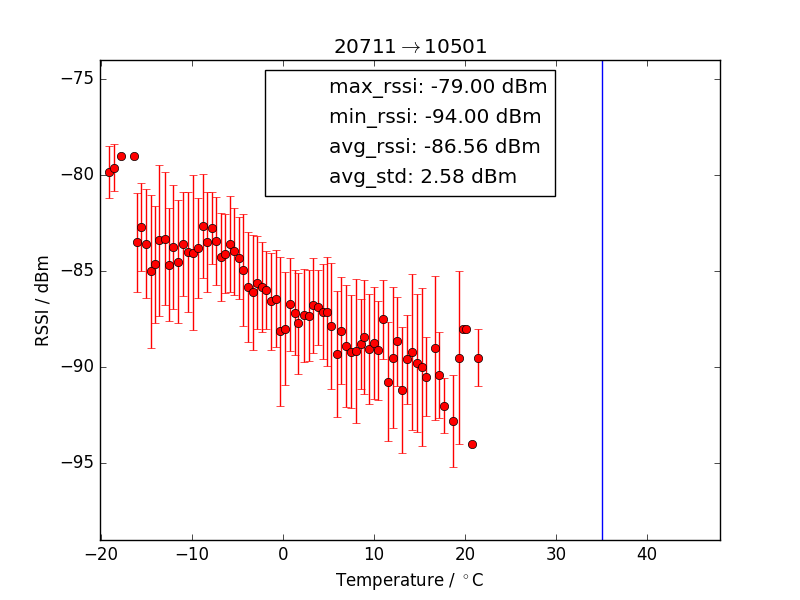 20711→10501
max_rssi: -79.00 dBm
min_rssi: -94.00 dBm
avg_rssi: -86.56 dBm
avg_std: 2.58 dBm
RSSI / dBm
−75
−80
−85
−90
−95
−20 −10 0 10 20 30 40
Temperature / °C